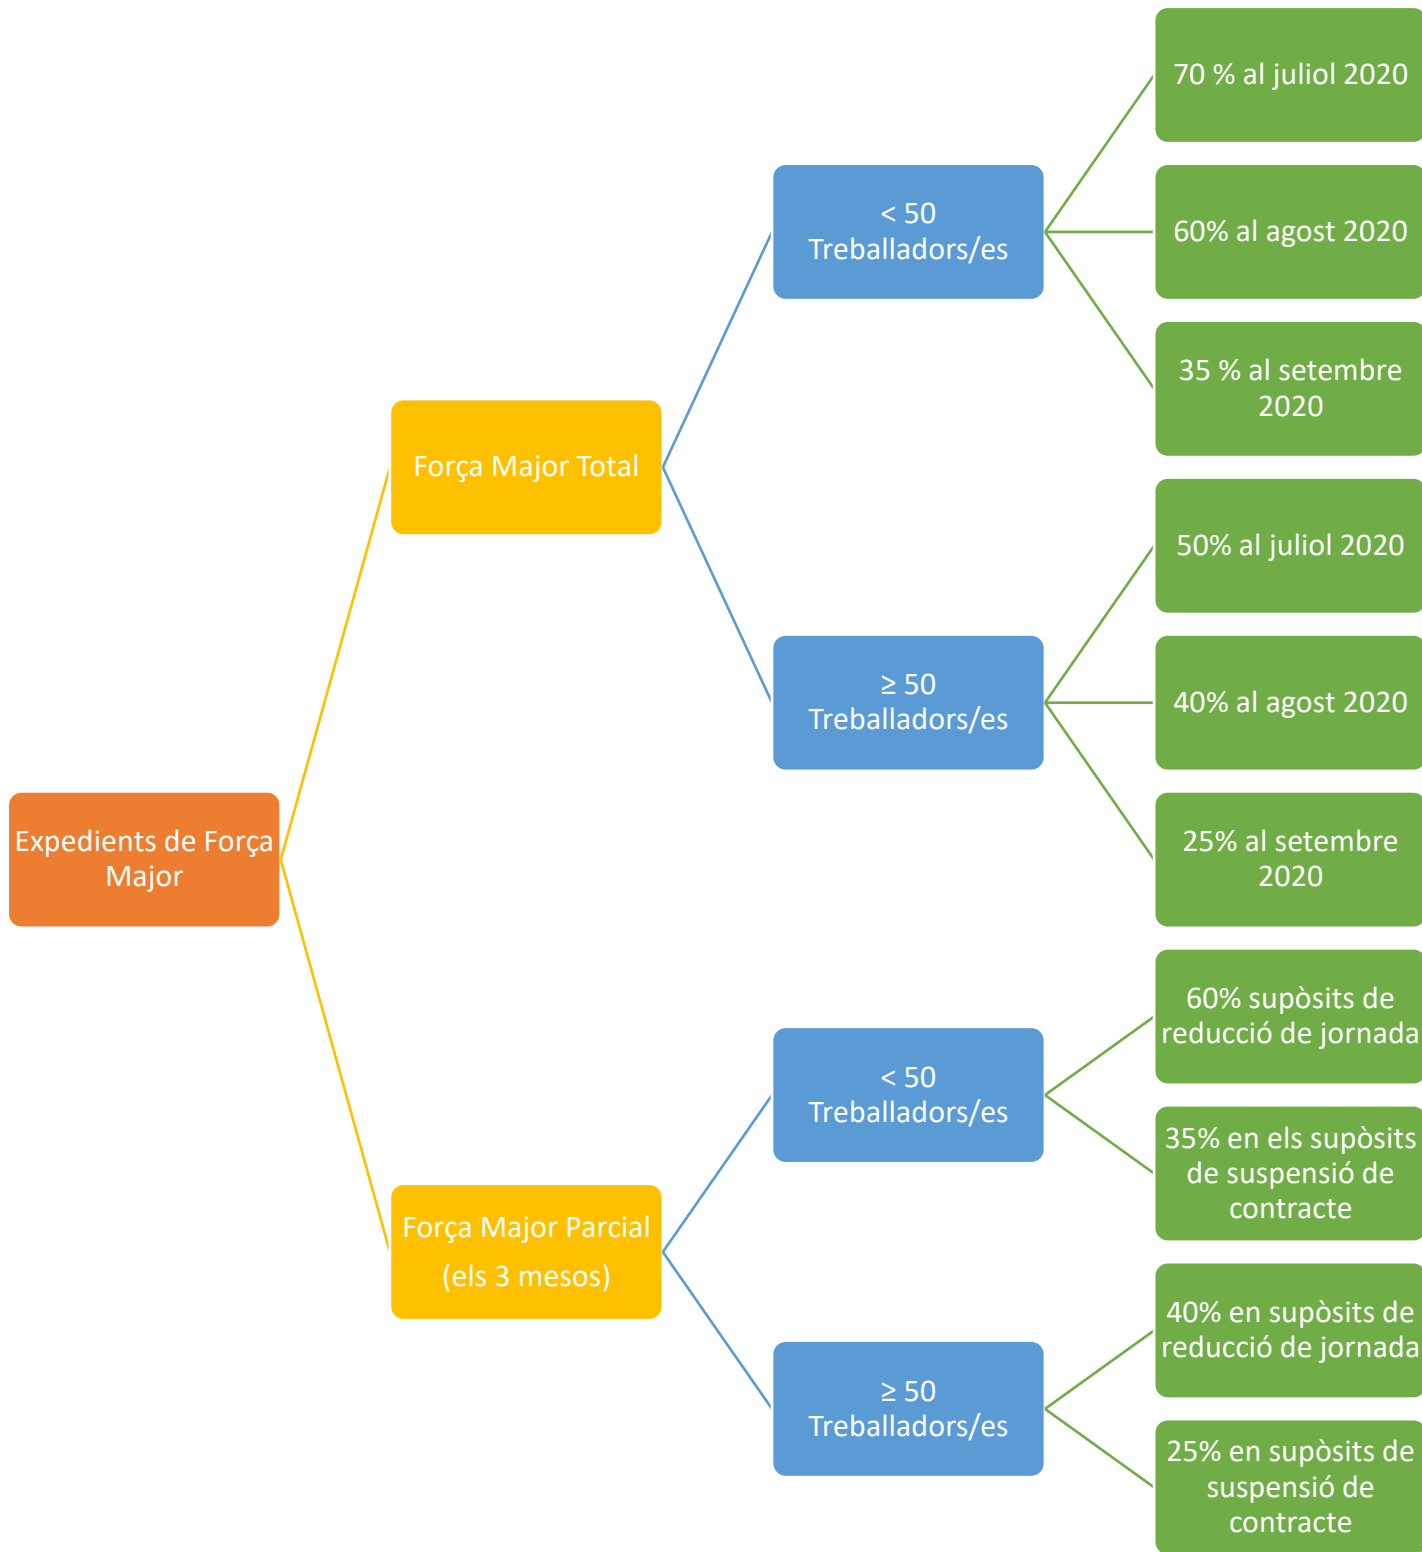 Expedients de Força
Major
Força Major Total
< 50
Treballadors/es
70 % al juliol 2020
60% al agost 2020
35 % al setembre
2020
≥ 50
Treballadors/es
50% al juliol 2020
40% al agost 2020
25% al setembre
2020
Força Major Parcial
(els 3 mesos)
< 50
Treballadors/es
60% supòsits de
reducció de jornada
35% en els supòsits
de suspensió de
contracte
≥ 50
Treballadors/es
40% en supòsits de
reducció de jornada
25% en supòsits de
suspensió de
contracte